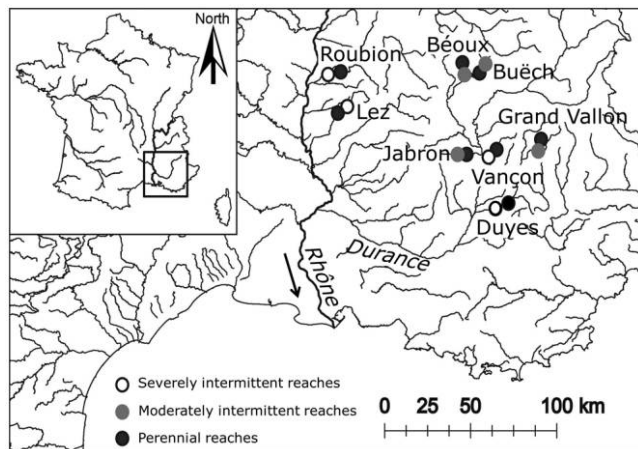 North
Roubion
Béoux
Buëch
Lez
Grand Vallon
Jabron
Vançon
Duyes
Durance
Rhône
Severely intermittent reaches
Moderately intermittent reaches
Perennial reaches
0 25 50 100 km